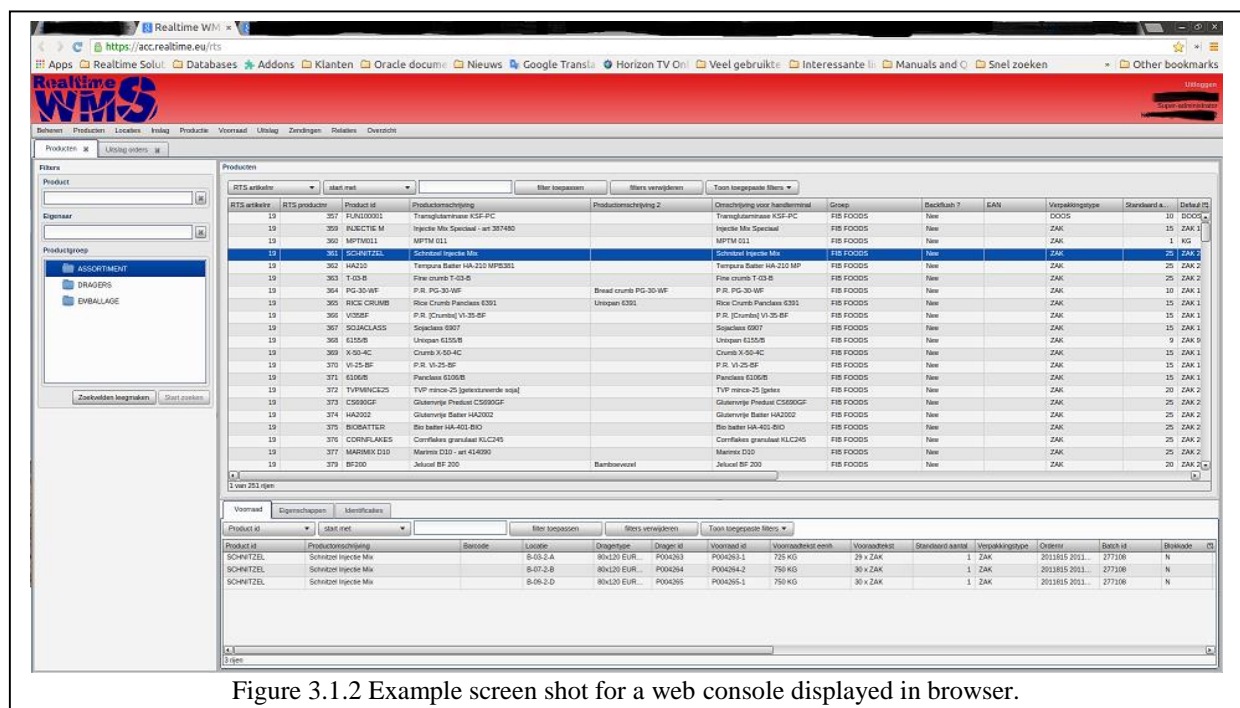 Realtime WM ×
https://acc.realtime.eu/rts
Apps Realtime Solut Databases Addons Klanten Oracle docume Nieuws Google Transla Horizon TV Onl Veel gebruikte Interessante li Manuals and O Snel zoeken » Other bookmarks
Realtime WMS
Uitloggen
Super-administrator
Beheren Producten Locaties Inslag Productie Voorraad Uitslag Zendingen Relaties Overzicht
Producten Uitslag orders
Filters
Product
Eigenaar
Productgroep
ASSORTIMENT
DRAGERS
EMBALLAGE
Zoekvelden leegmaken Start zoeken
Producten
RTS artikelnr start met filter toepassen filters verwijderen Toon toegepaste filters
RTS artikelnr RTS productnr Product id Productomschrijving Productomschrijving 2 Omschrijving voor handterminal Groep Backflush ? EAN Verpakkingstype Standaard a... Default
19 357 FUN100001 Transglutaminase KSF-PC Transglutaminase KSF-PC FIB FOODS Nee DOOS 10 DOOS
19 359 INJECTIE M Injectie Mix Speciaal - art 387480 Injectie Mix Speciaal FIB FOODS Nee ZAK 15 ZAK 1
19 360 MPTM011 MPTM 011 MPTM 011 FIB FOODS Nee ZAK 1 KG
19 361 SCHNITZEL Schnitzel Injectie Mix Schnitzel Injectie Mix FIB FOODS Nee ZAK 25 ZAK 2
19 362 HA210 Tempura Batter HA-210 MPB381 Tempura Batter HA-210 MP FIB FOODS Nee ZAK 25 ZAK 2
19 363 T-03-B Fine crumb T-03-B Fine crumb T-03-B FIB FOODS Nee ZAK 25 ZAK 2
19 364 PG-30-WF P.R. PG-30-WF Bread crumb PG-30-WF P.R. PG-30-WF FIB FOODS Nee ZAK 10 ZAK 1
19 365 RICE CRUMB Rice Crumb Panclass 6391 Unixpan 6391 Rice Crumb Panclass 6391 FIB FOODS Nee ZAK 15 ZAK 1
19 366 VI35BF P.R. [Crumbs] VI-35-BF P.R. [Crumbs] VI-35-BF FIB FOODS Nee ZAK 15 ZAK 1
19 367 SOJACLASS Sojaclass 6907 Sojaclass 6907 FIB FOODS Nee ZAK 15 ZAK 1
19 368 6155/B Unixpan 6155/B Unixpan 6155/B FIB FOODS Nee ZAK 9 ZAK 9
19 369 X-50-4C Crumb X-50-4C Crumb X-50-4C FIB FOODS Nee ZAK 15 ZAK 1
19 370 VI-25-BF P.R. VI-25-BF P.R. VI-25-BF FIB FOODS Nee ZAK 15 ZAK 1
19 371 6106/B Panclass 6106/B Panclass 6106/B FIB FOODS Nee ZAK 15 ZAK 1
19 372 TVPMINCE25 TVP mince-25 [getextureerde soja] TVP mince-25 [getex FIB FOODS Nee ZAK 20 ZAK 2
19 373 CS690GF Glutenvrije Predust CS690GF Glutenvrije Predust CS690GF FIB FOODS Nee ZAK 25 ZAK 2
19 374 HA2002 Glutenvrije Batter HA2002 Glutenvrije Batter HA2002 FIB FOODS Nee ZAK 25 ZAK 2
19 375 BIOBATTER Bio batter HA-401-BIO Bio batter HA-401-BIO FIB FOODS Nee ZAK 25 ZAK 2
19 376 CORNFLAKES Cornflakes granulaat KLC245 Cornflakes granulaat KLC245 FIB FOODS Nee ZAK 25 ZAK 2
19 377 MARIMIX D10 Marimix D10 - art 414090 Marimix D10 FIB FOODS Nee ZAK 25 ZAK 2
19 379 BF200 Jelucel BF 200 Bamboevezel Jelucel BF 200 FIB FOODS Nee ZAK 20 ZAK 2
1 van 251 rijen
Voorraad Eigenschappen Identificaties
Product id start met filter toepassen filters verwijderen Toon toegepaste filters
Product id Productomschrijving Barcode Locatie Dragertype Drager id Voorraad id Voorraadtekst eenh Voorraadtekst Standaard aantal Verpakkingstype Ordernr Batch id Blokkade
SCHNITZEL Schnitzel Injectie Mix B-03-2-A 80x120 EUR... P004263 P004263-1 725 KG 29 x ZAK 1 ZAK 2011815 2011... 277108 N
SCHNITZEL Schnitzel Injectie Mix B-07-2-B 80x120 EUR... P004264 P004264-2 750 KG 30 x ZAK 1 ZAK 2011815 2011... 277108 N
SCHNITZEL Schnitzel Injectie Mix B-09-2-D 80x120 EUR... P004265 P004265-1 750 KG 30 x ZAK 1 ZAK 2011815 2011... 277108 N
3 rijen
Figure 3.1.2 Example screen shot for a web console displayed in browser.